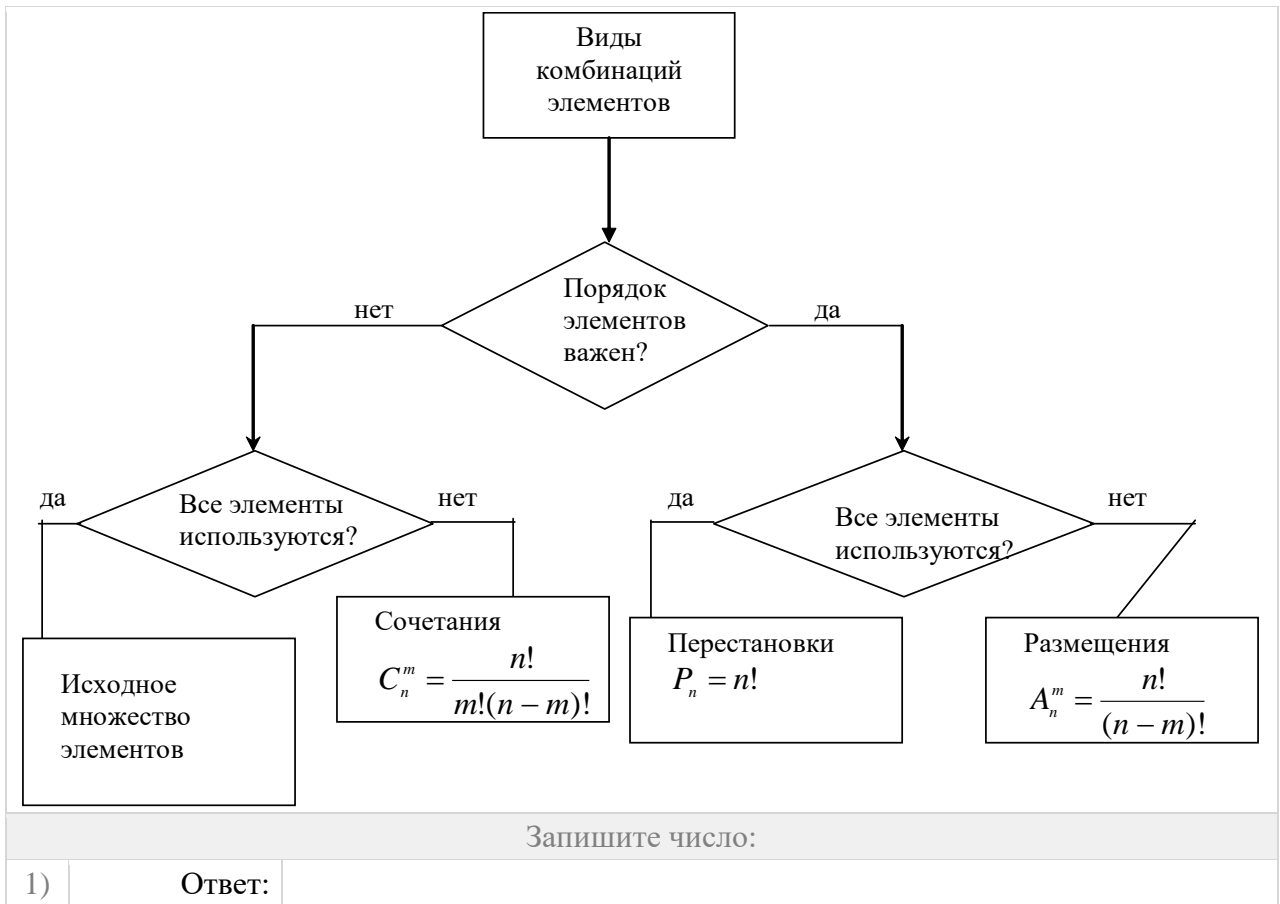 Виды
комбинаций
элементов
Порядок
элементов
важен?
нет
да
да
Все элементы
используются?
нет
да
Все элементы
используются?
нет
Исходное
множество
элементов
Сочетания
C_n^m = n! / m!(n − m)!
Перестановки
P_n = n!
Размещения
A_n^m = n! / (n − m)!
Запишите число:
1) Ответ: